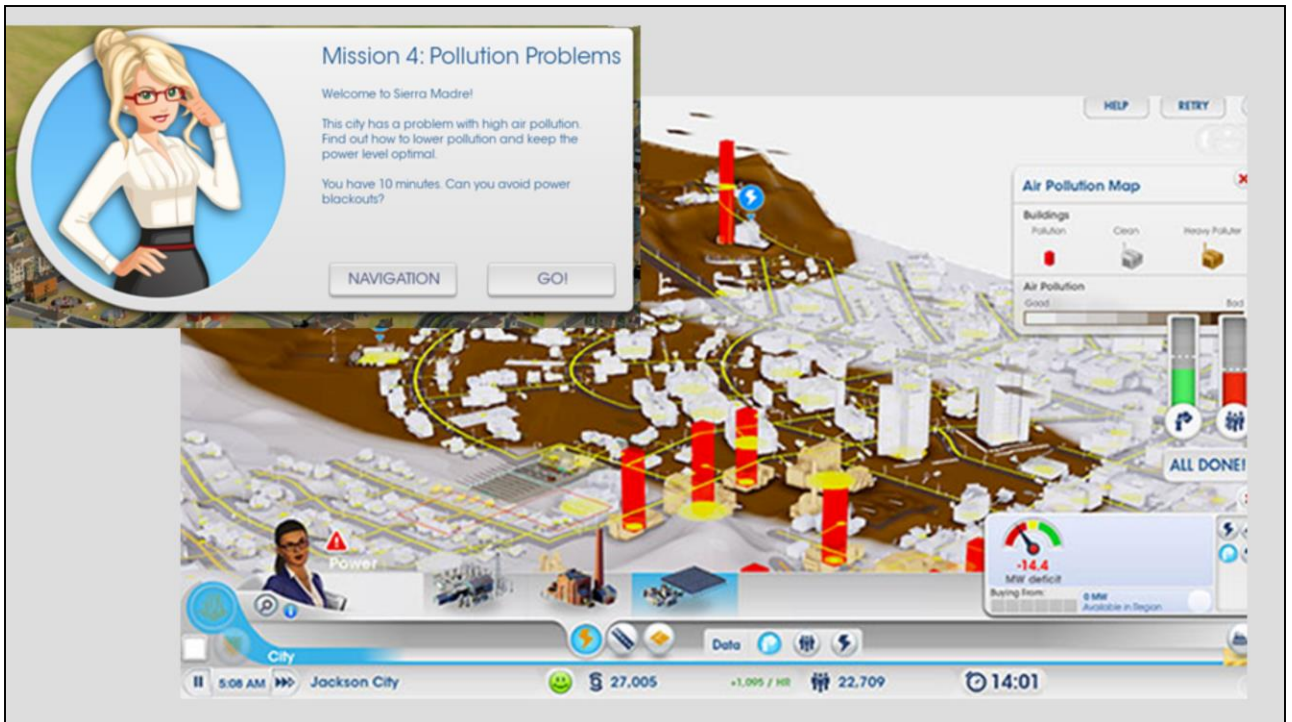 Mission 4: Pollution Problems
Welcome to Sierra Madre!
This city has a problem with high air pollution.
Find out how to lower pollution and keep the
power level optimal.
You have 10 minutes. Can you avoid power
blackouts?
NAVIGATION
GO!
HELP
RETRY
Air Pollution Map
Buildings
Pollution
Clean
Heavy Polluter
Air Pollution
Good
Bad
ALL DONE!
Power
-14.4
MW deficit
Buying From:
0 MW
Available in Region
Data
City
5:08 AM
Jackson City
27,005
+1,095 / HR
22,709
14:01